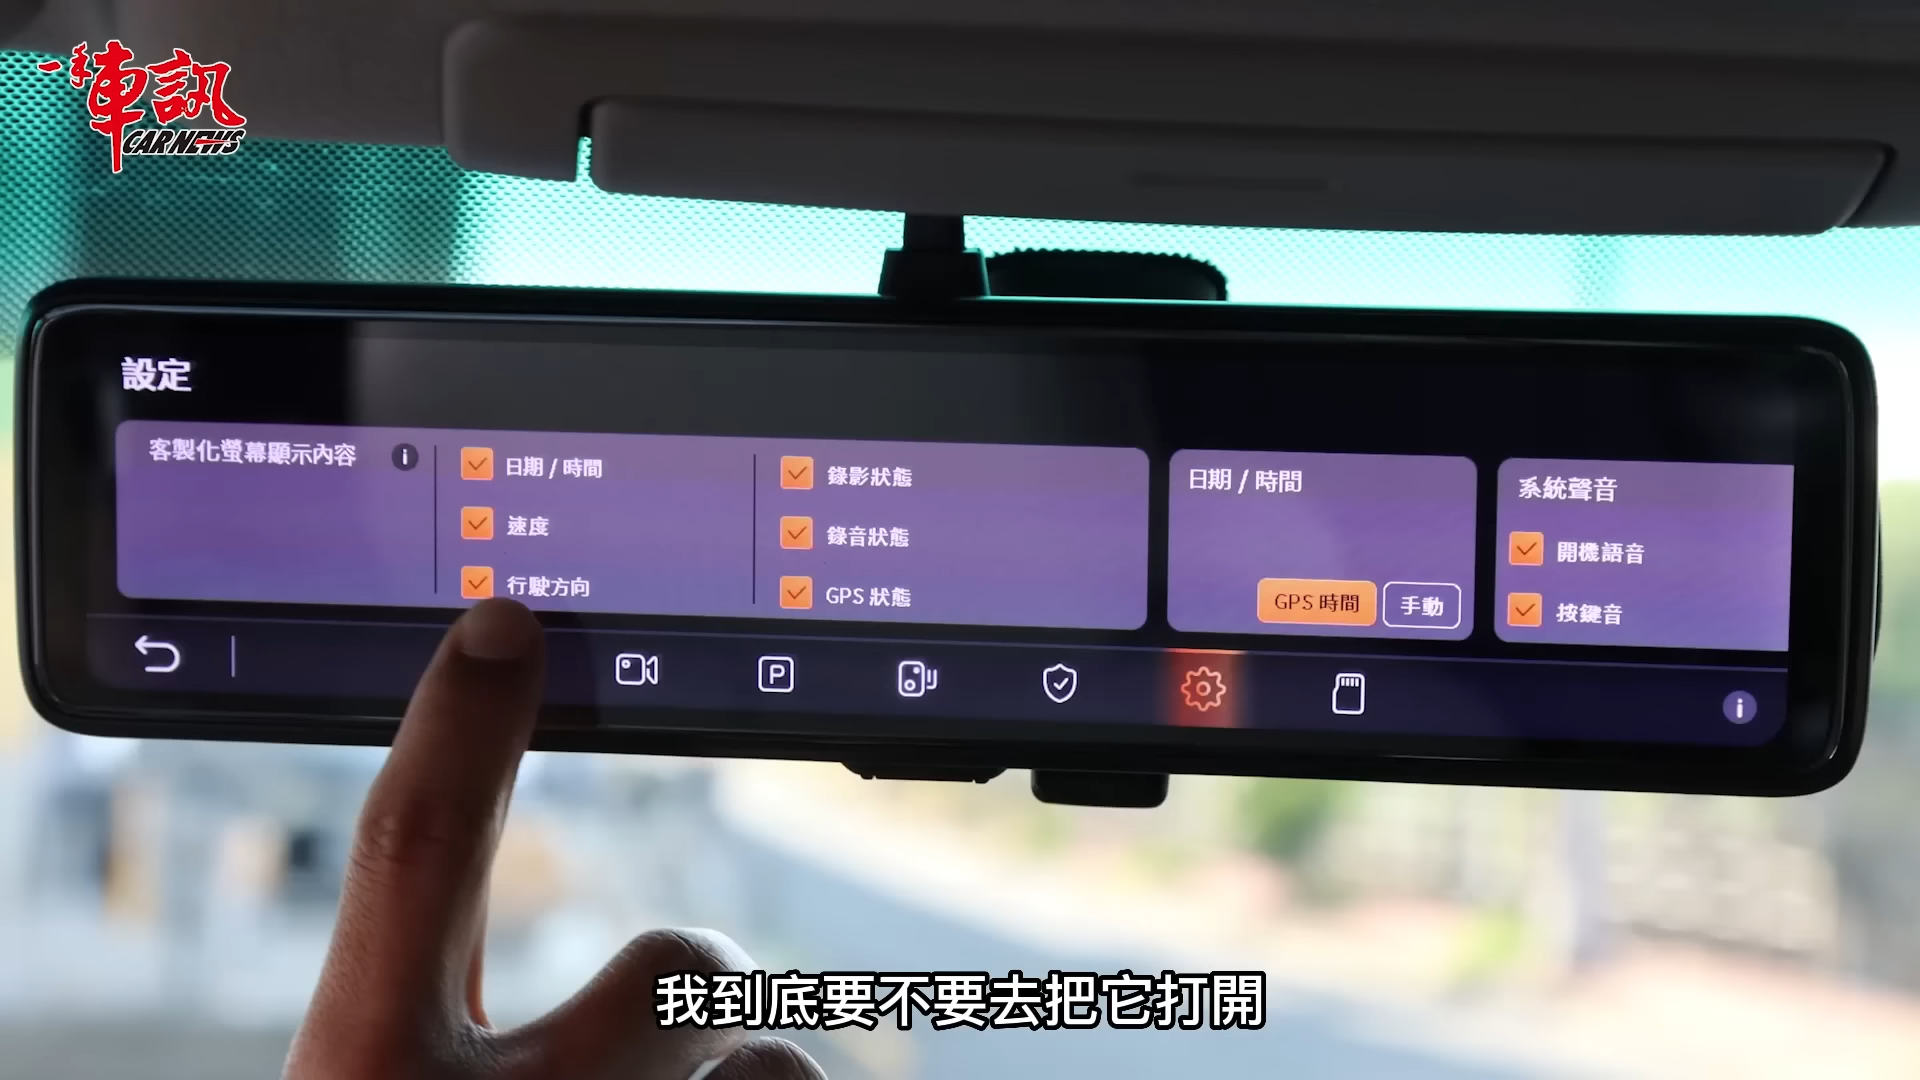 一手車訊
CARNEWS
設定
客製化螢幕顯示內容
日期 / 時間
速度
行駛方向
錄影狀態
錄音狀態
GPS 狀態
日期 / 時間
GPS 時間
手動
系統聲音
開機語音
按鍵音
P
我到底要不要去把它打開